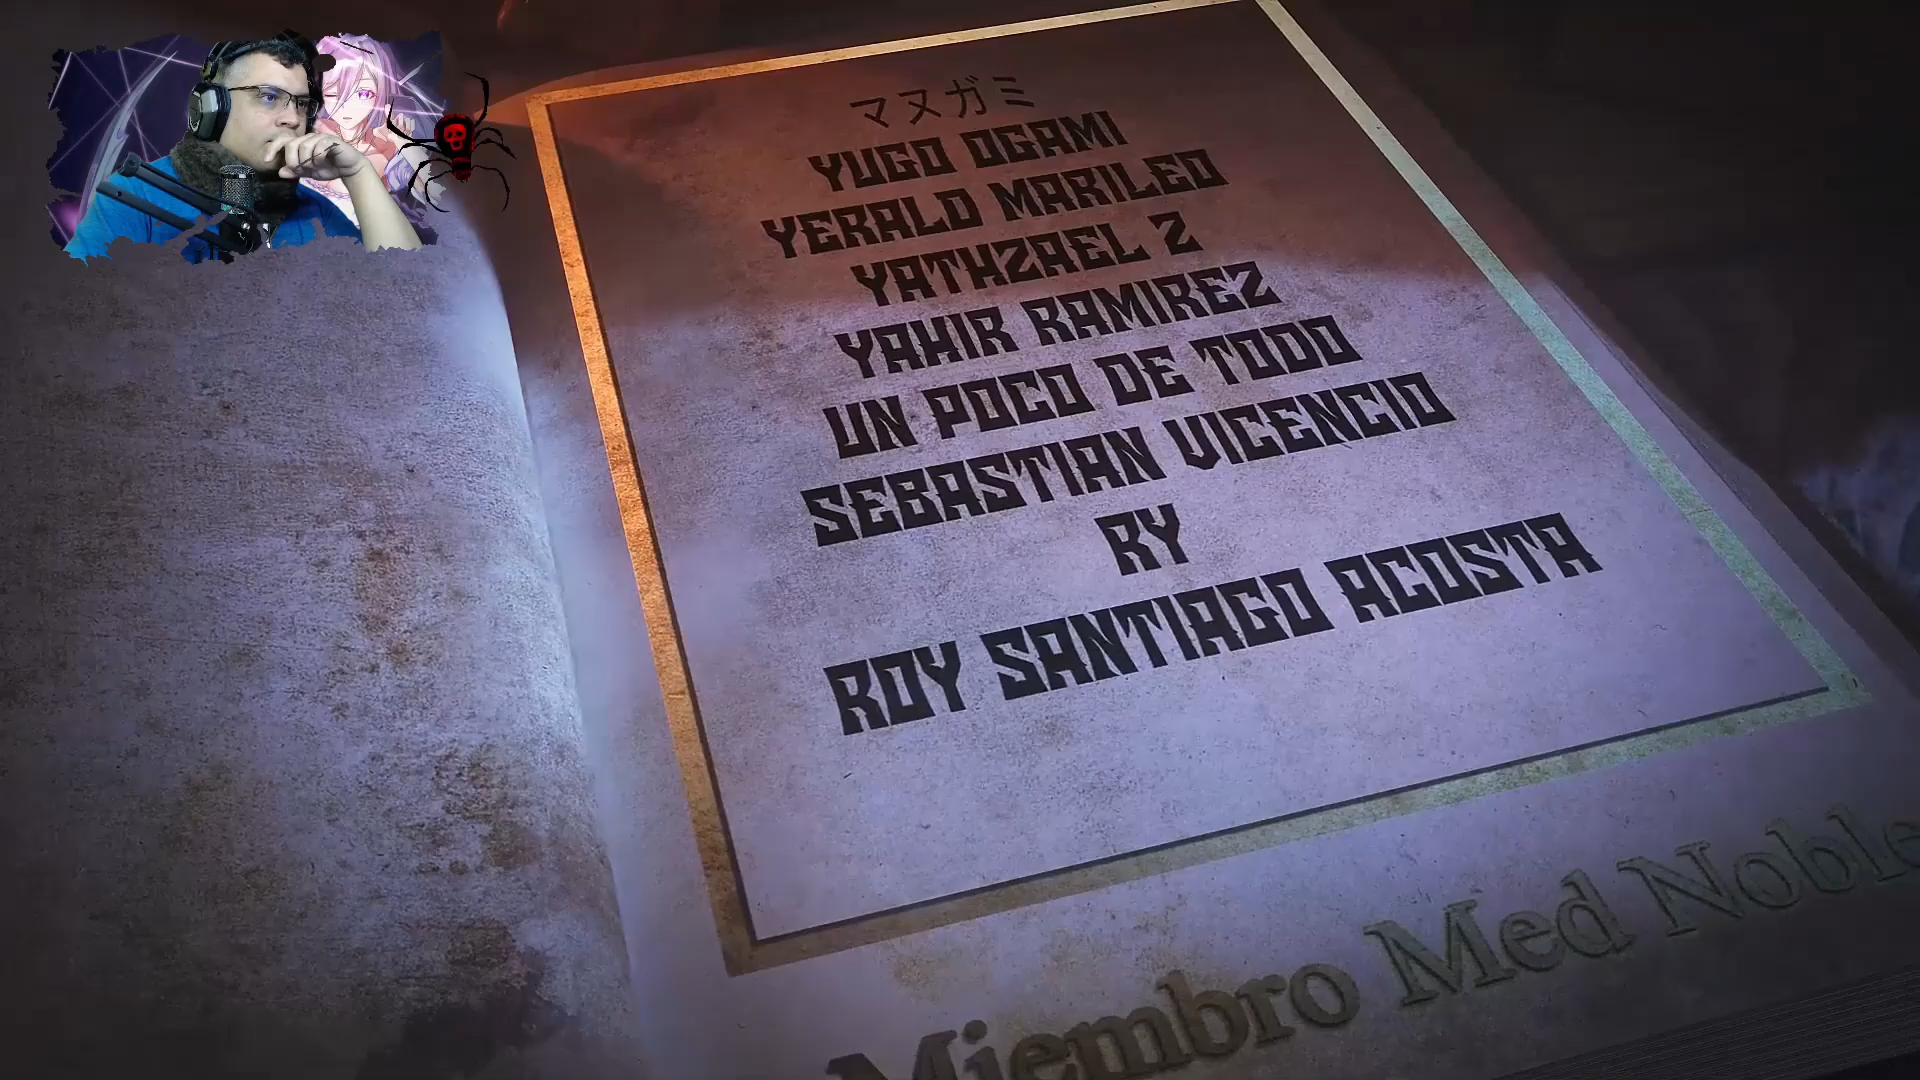 マヌガミ
YUGO OGAMI
YERALD MARILEO
YATHZAEL Z
YAHIR RAMIREZ
UN POCO DE TODO
SEBASTIAN VICENCIO
RY
ROY SANTIAGO ACOSTA
Miembro Med Noble